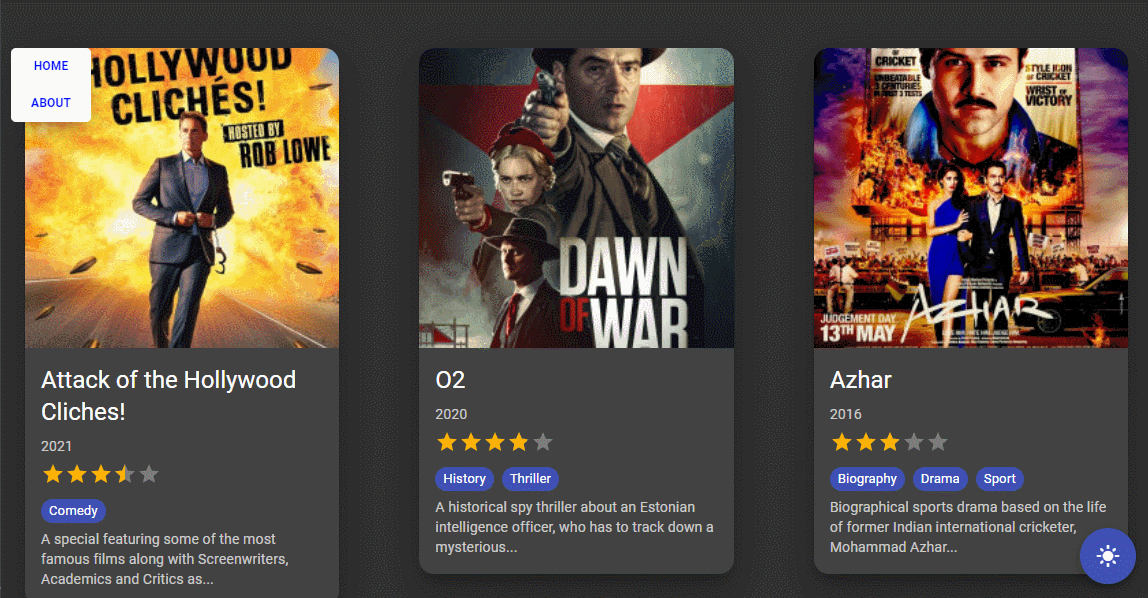 HOME
ABOUT
HOLLYWOOD
CLICHÉS!
HOSTED BY
ROB LOWE
Attack of the Hollywood
Cliches!
2021
Comedy
A special featuring some of the most
famous films along with Screenwriters,
Academics and Critics as...
DAWN
OF WAR
O2
2020
History Thriller
A historical spy thriller about an Estonian
intelligence officer, who has to track down a
mysterious...
OF
CRICKET
UNBEATABLE
3 CENTURIES
IN FIRST 3 TESTS
STYLE ICON
OF CRICKET
WRIST OF
VICTORY
AZHAR
JUDGEMENT DAY
13TH MAY
Azhar
2016
Biography Drama Sport
Biographical sports drama based on the life
of former Indian international cricketer,
Mohammad Azhar...